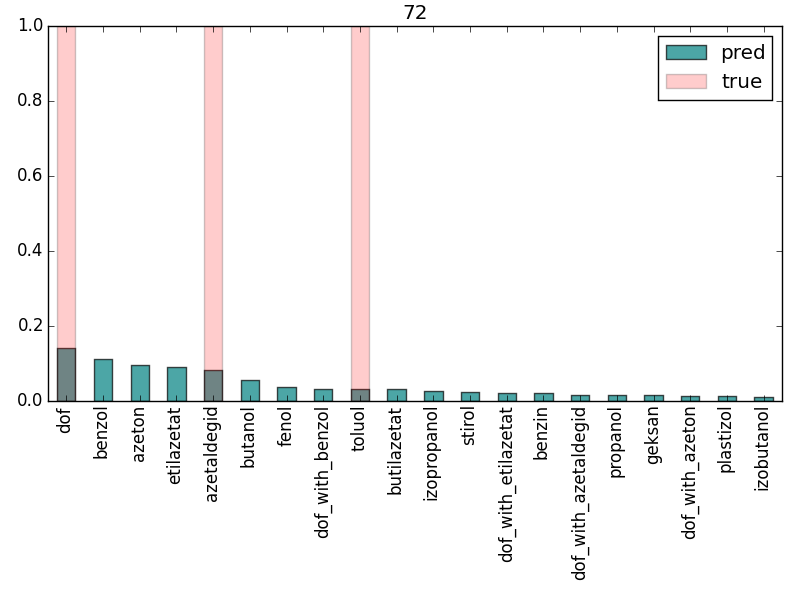 72
1.0
0.8
0.6
0.4
0.2
0.0
pred
true
dof
benzol
azeton
etilazetat
azetaldegid
butanol
fenol
dof_with_benzol
toluol
butilazetat
izopropanol
stirol
dof_with_etilazetat
benzin
dof_with_azetaldegid
propanol
geksan
dof_with_azeton
plastizol
izobutanol